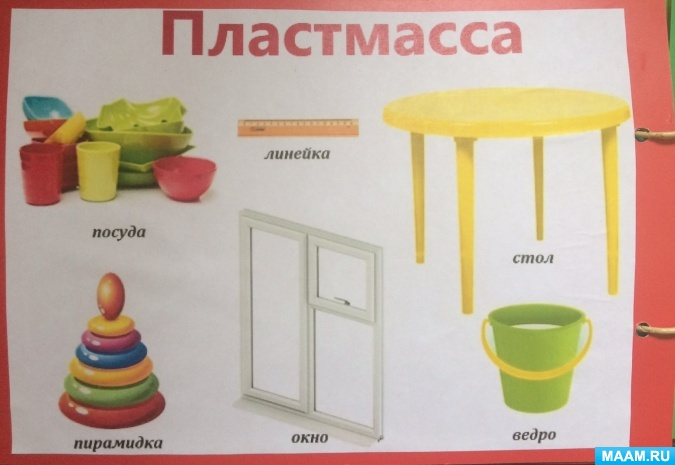 Пластмасса
линейка
посуда
стол
пирамидка
окно
ведро
MAAM.RU